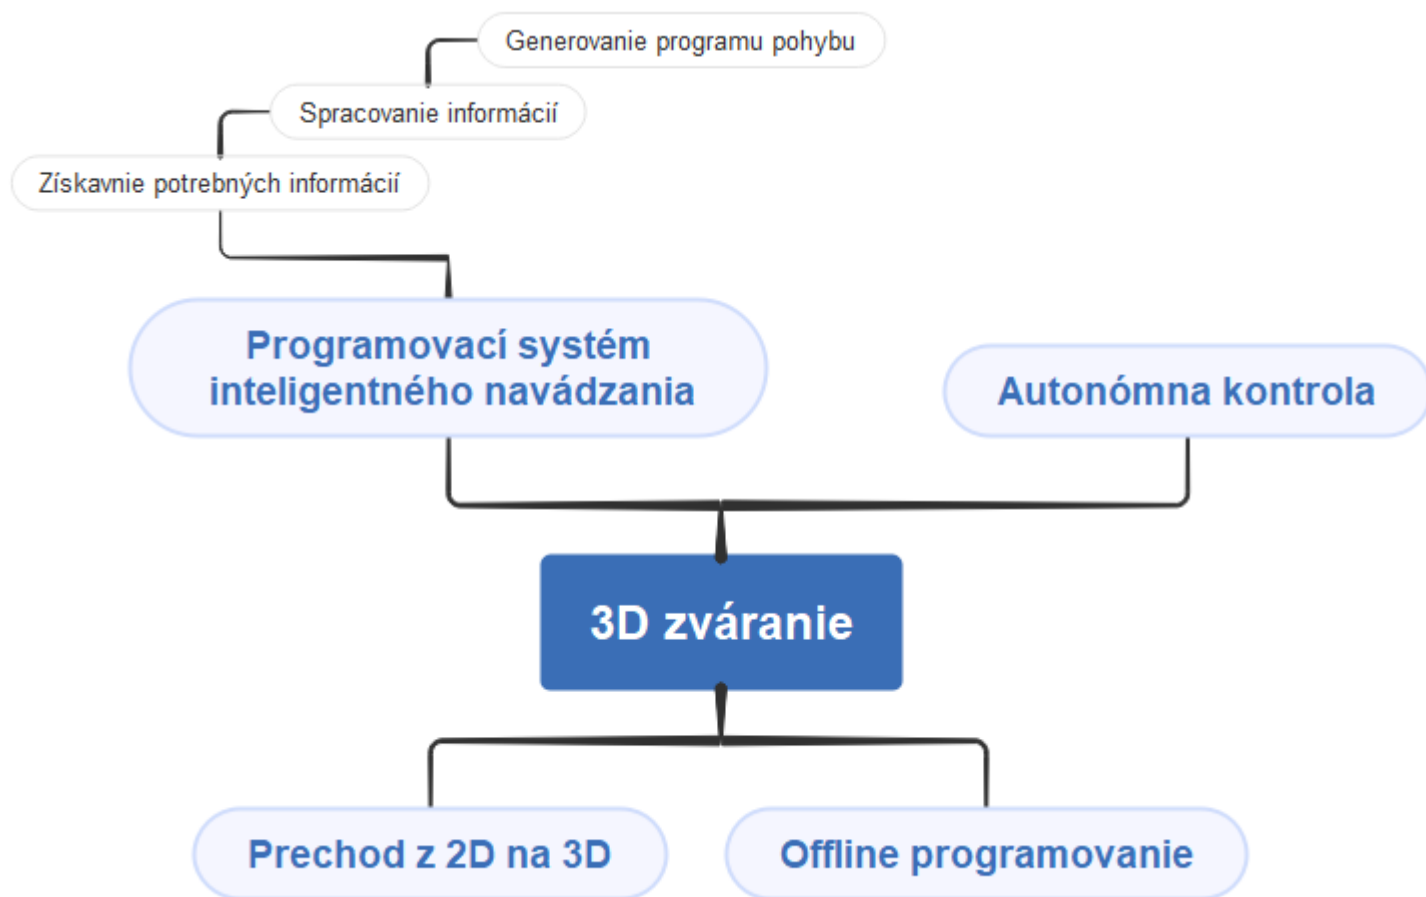 Generovanie programu pohybu
Spracovanie informácií
Získavnie potrebných informácií
Programovací systém
inteligentného navádzania
Autonómna kontrola
3D zváranie
Prechod z 2D na 3D
Offline programovanie